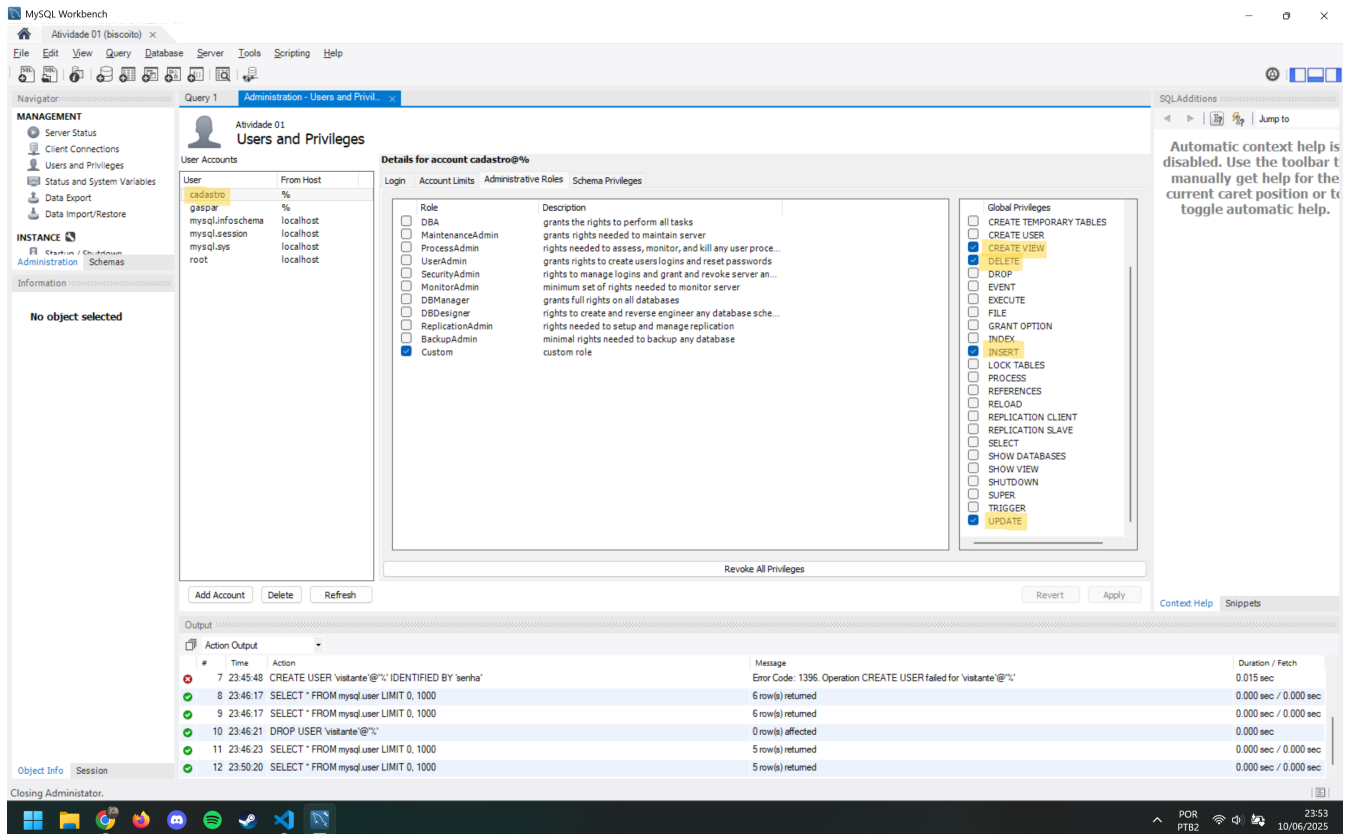 MySQL Workbench
Atividade 01 (biscoito)
File Edit View Query Database Server Tools Scripting Help
Navigator
MANAGEMENT
Server Status
Client Connections
Users and Privileges
Status and System Variables
Data Export
Data Import/Restore
INSTANCE
Startup / Shutdown
Administration Schemas
Information
No object selected
Object Info Session
Query 1 Administration - Users and Privil...
Atividade 01
Users and Privileges
User Accounts
User From Host
cadastro %
gaspar %
mysql.infoschema localhost
mysql.session localhost
mysql.sys localhost
root localhost
Add Account Delete Refresh
Details for account cadastro@%
Login Account Limits Administrative Roles Schema Privileges
Role Description
DBA grants the rights to perform all tasks
MaintenanceAdmin grants rights needed to maintain server
ProcessAdmin rights needed to assess, monitor, and kill any user proce...
UserAdmin grants rights to create users logins and reset passwords
SecurityAdmin rights to manage logins and grant and revoke server an...
MonitorAdmin minimum set of rights needed to monitor server
DBManager grants full rights on all databases
DBDesigner rights to create and reverse engineer any database sche...
ReplicationAdmin rights needed to setup and manage replication
BackupAdmin minimal rights needed to backup any database
Custom custom role
Global Privileges
CREATE TEMPORARY TABLES
CREATE USER
CREATE VIEW
DELETE
DROP
EVENT
EXECUTE
FILE
GRANT OPTION
INDEX
INSERT
LOCK TABLES
PROCESS
REFERENCES
RELOAD
REPLICATION CLIENT
REPLICATION SLAVE
SELECT
SHOW DATABASES
SHOW VIEW
SHUTDOWN
SUPER
TRIGGER
UPDATE
Revoke All Privileges
Revert Apply
SQLAdditions
Jump to
Automatic context help is
disabled. Use the toolbar t
manually get help for the
current caret position or to
toggle automatic help.
Context Help Snippets
Output
Action Output
# Time Action Message Duration / Fetch
7 23:45:48 CREATE USER 'visitante'@'%' IDENTIFIED BY 'senha' Error Code: 1396. Operation CREATE USER failed for 'visitante'@'%' 0.015 sec
8 23:46:17 SELECT * FROM mysql.user LIMIT 0, 1000 6 row(s) returned 0.000 sec / 0.000 sec
9 23:46:17 SELECT * FROM mysql.user LIMIT 0, 1000 6 row(s) returned 0.000 sec / 0.000 sec
10 23:46:21 DROP USER 'visitante'@'%' 0 row(s) affected 0.000 sec
11 23:46:23 SELECT * FROM mysql.user LIMIT 0, 1000 5 row(s) returned 0.000 sec / 0.000 sec
12 23:50:20 SELECT * FROM mysql.user LIMIT 0, 1000 5 row(s) returned 0.000 sec / 0.000 sec
Closing Administator.
POR
PTB2
23:53
10/06/2025